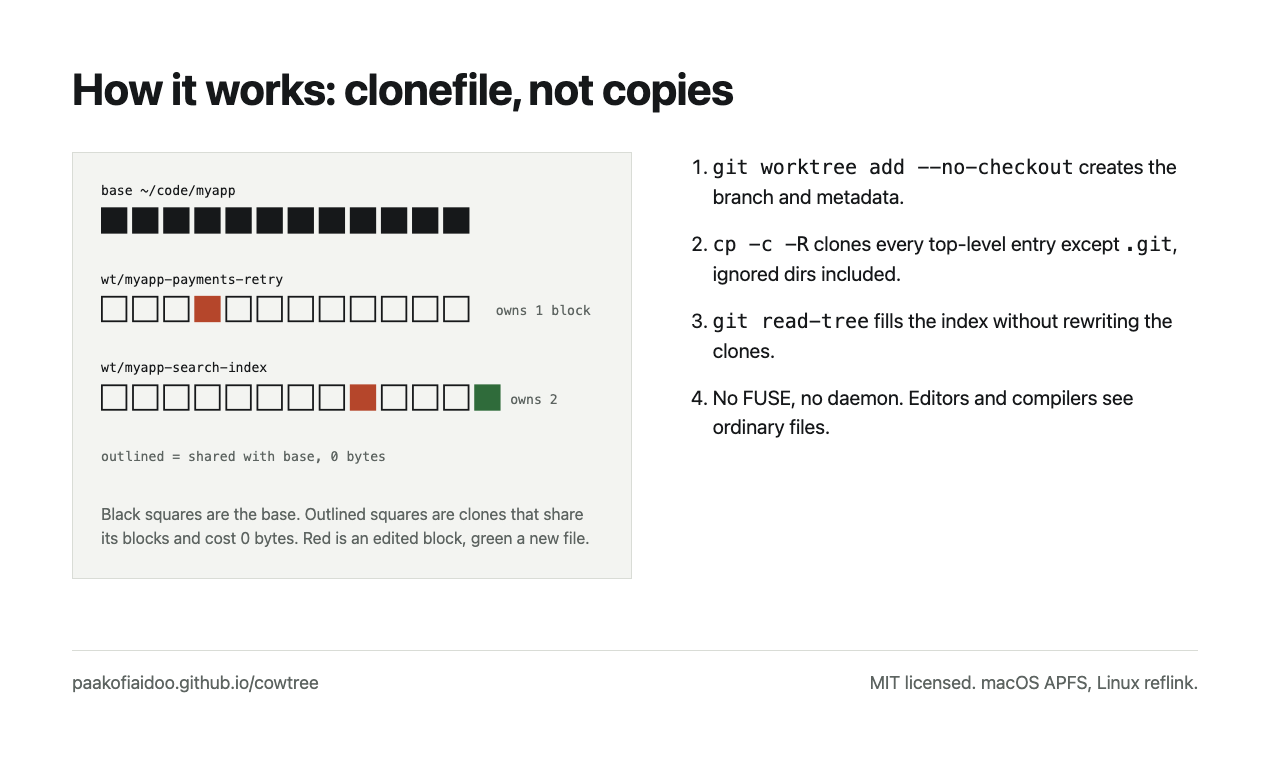 How it works: clonefile, not copies
base ~/code/myapp
wt/myapp-payments-retry
owns 1 block
wt/myapp-search-index
owns 2
outlined = shared with base, 0 bytes
Black squares are the base. Outlined squares are clones that share
its blocks and cost 0 bytes. Red is an edited block, green a new file.
1. git worktree add --no-checkout creates the
branch and metadata.
2. cp -c -R clones every top-level entry except .git,
ignored dirs included.
3. git read-tree fills the index without rewriting the
clones.
4. No FUSE, no daemon. Editors and compilers see
ordinary files.
paakofiaidoo.github.io/cowtree
MIT licensed. macOS APFS, Linux reflink.